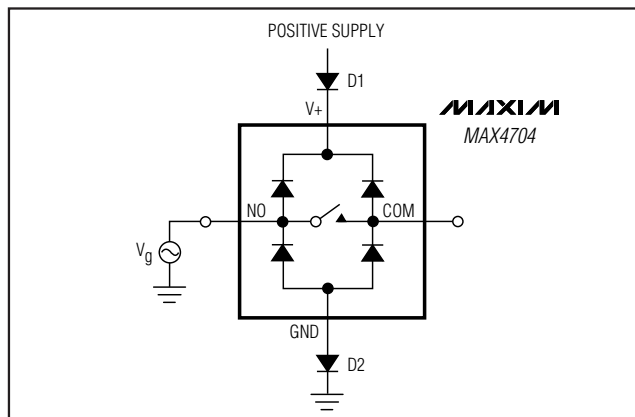 POSITIVE SUPPLY
D1
V+
MAXIM
MAX4704
NO
COM
Vg
GND
D2